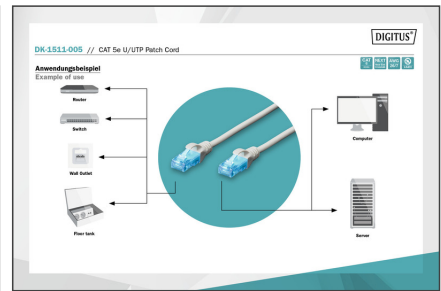 DIGITUS®
DK-1511-005 // CAT 5e U/UTP Patch Cord
Anwendungsbeispiel
Example of use
Router
Switch
Wall Outlet
Floor tank
Computer
Server